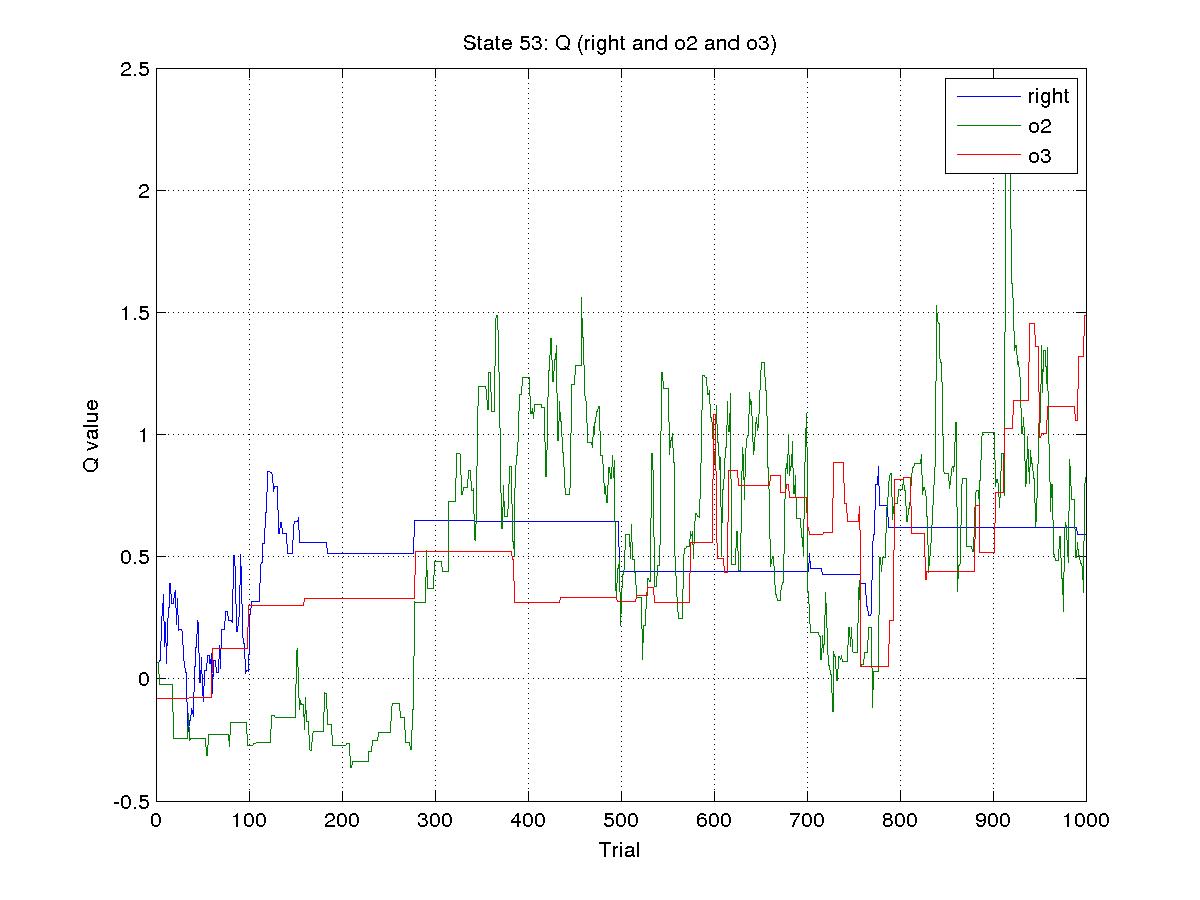 State 53: Q (right and o2 and o3)
2.5
2
1.5
1
0.5
0
-0.5
Q value
right
o2
o3
0 100 200 300 400 500 600 700 800 900 1000
Trial